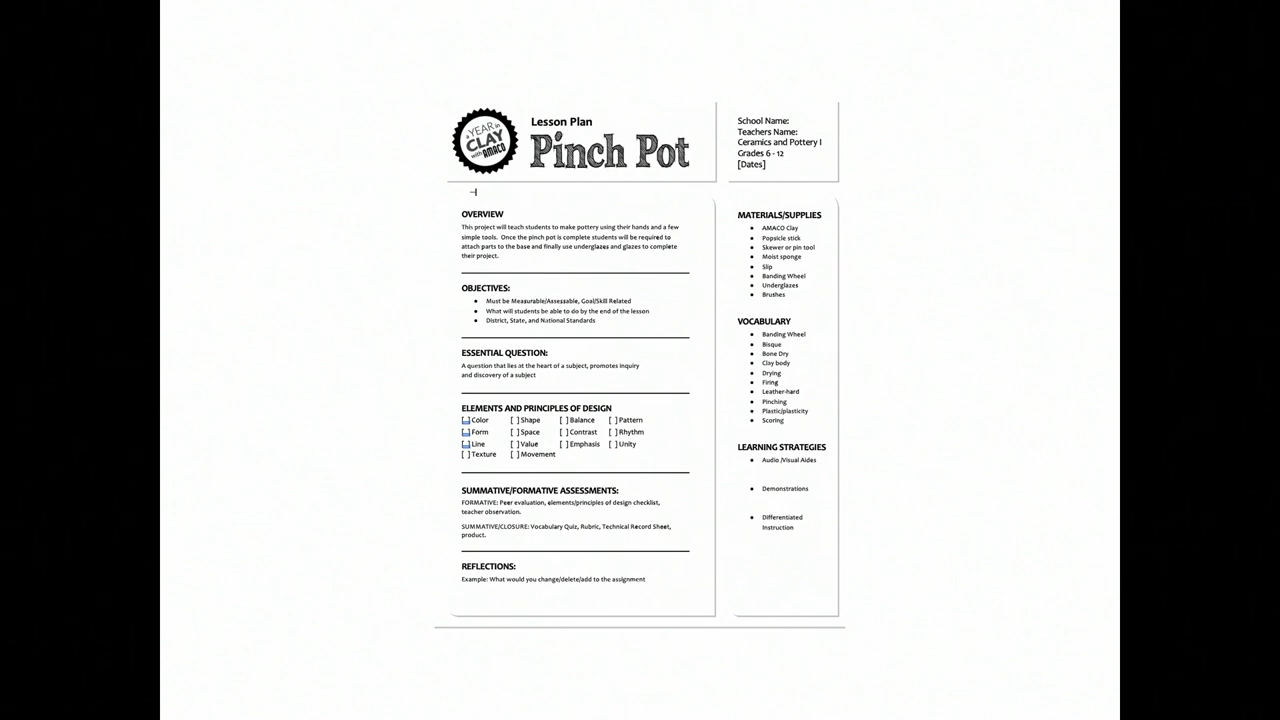 a YEAR in
CLAY
with AMACO
Lesson Plan
Pinch Pot
School Name:
Teachers Name:
Ceramics and Pottery I
Grades 6 - 12
[Dates]
OVERVIEW
This project will teach students to make pottery using their hands and a few
simple tools. Once the pinch pot is complete students will be required to
attach parts to the base and finally use underglazes and glazes to complete
their project.
OBJECTIVES:
• Must be Measurable/Assessable, Goal/Skill Related
• What will students be able to do by the end of the lesson
• District, State, and National Standards
ESSENTIAL QUESTION:
A question that lies at the heart of a subject, promotes inquiry
and discovery of a subject
ELEMENTS AND PRINCIPLES OF DESIGN
[ ] Color [ ] Shape [ ] Balance [ ] Pattern
[ ] Form [ ] Space [ ] Contrast [ ] Rhythm
[ ] Line [ ] Value [ ] Emphasis [ ] Unity
[ ] Texture [ ] Movement
SUMMATIVE/FORMATIVE ASSESSMENTS:
FORMATIVE: Peer evaluation, elements/principles of design checklist,
teacher observation.
SUMMATIVE/CLOSURE: Vocabulary Quiz, Rubric, Technical Record Sheet,
product.
REFLECTIONS:
Example: What would you change/delete/add to the assignment
MATERIALS/SUPPLIES
• AMACO Clay
• Popsicle stick
• Skewer or pin tool
• Moist sponge
• Slip
• Banding Wheel
• Underglazes
• Brushes
VOCABULARY
• Banding Wheel
• Bisque
• Bone Dry
• Clay body
• Drying
• Firing
• Leather-hard
• Pinching
• Plastic/plasticity
• Scoring
LEARNING STRATEGIES
• Audio /Visual Aides
• Demonstrations
• Differentiated
Instruction